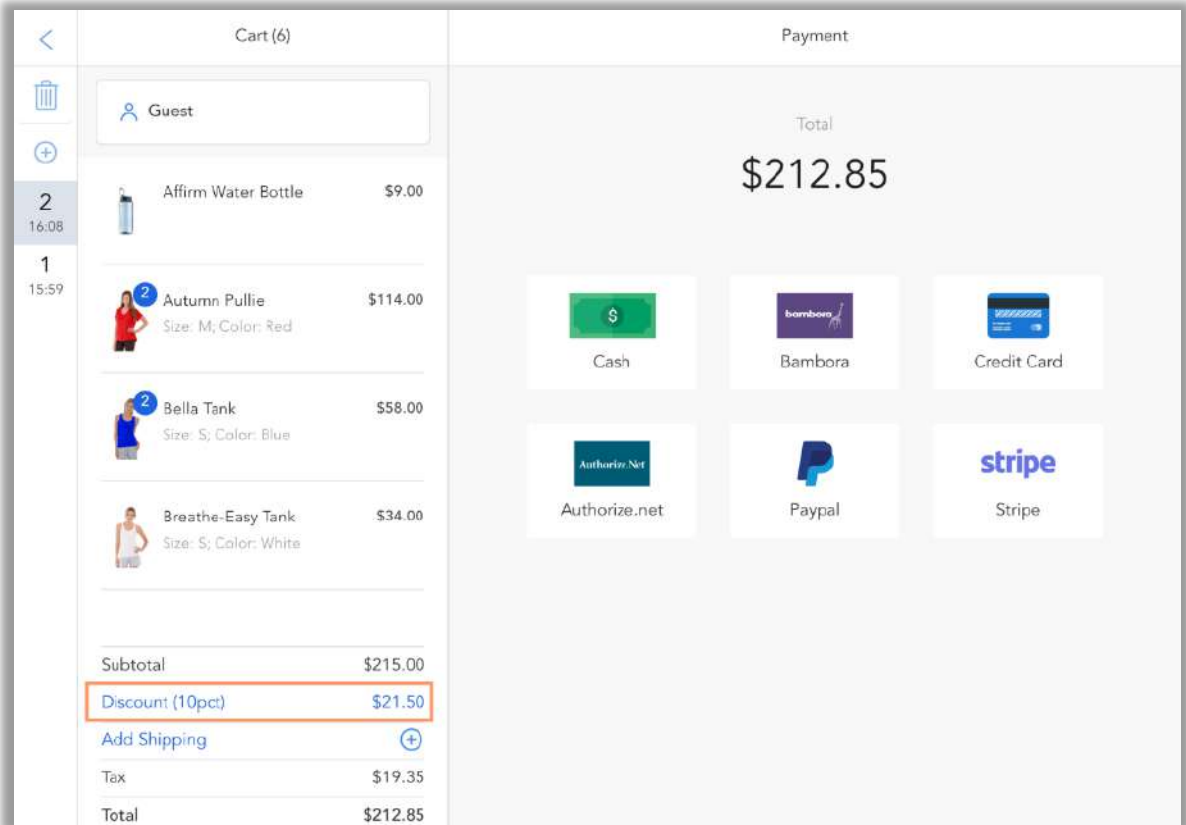 Cart (6)
Payment
Guest
2
16:08
1
15:59
Affirm Water Bottle $9.00
2
Autumn Pullie $114.00
Size: M; Color: Red
2
Bella Tank $58.00
Size: S; Color: Blue
Breathe-Easy Tank $34.00
Size: S; Color: White
Subtotal $215.00
Discount (10pct) $21.50
Add Shipping
Tax $19.35
Total $212.85
Total
$212.85
$
Cash
bambora
Bambora
Credit Card
Authorize.Net
Authorize.net
Paypal
stripe
Stripe